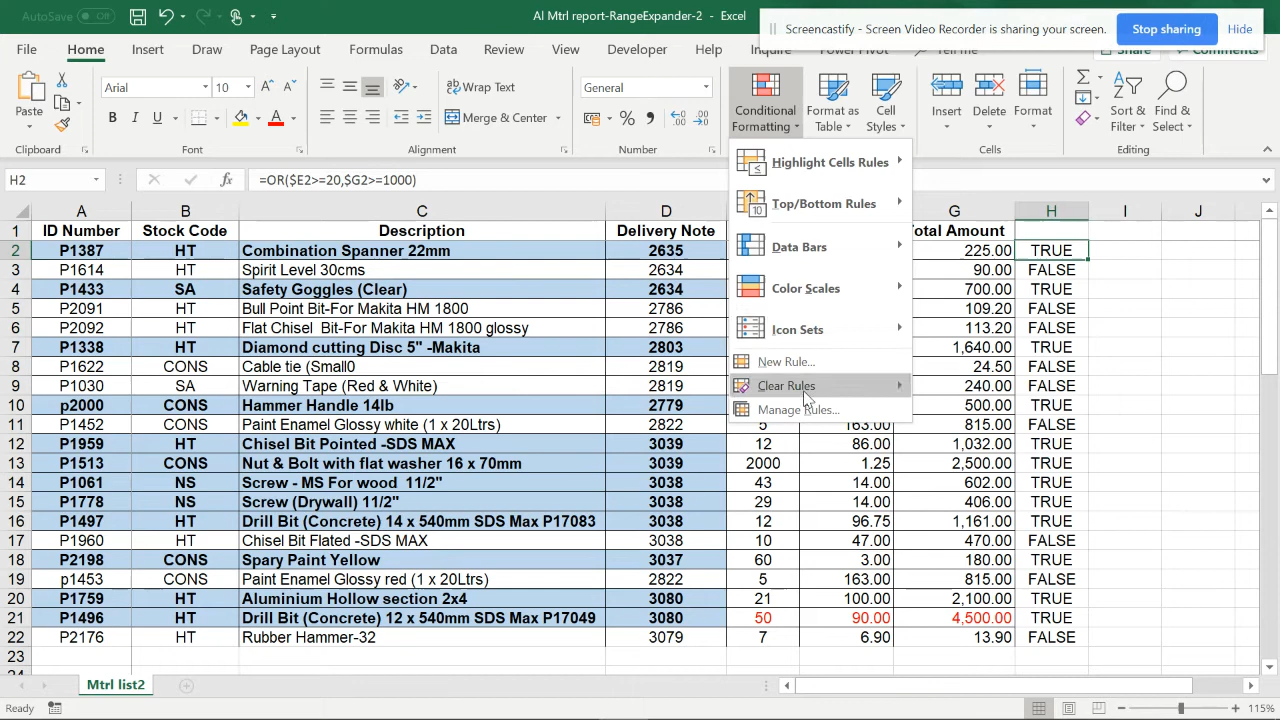 AutoSave Off
AI Mtrl report-RangeExpander-2 - Excel
Screencastify - Screen Video Recorder is sharing your screen.
Stop sharing
Hide
File Home Insert Draw Page Layout Formulas Data Review View Developer Help Inquire Power Pivot Tell me Share Comments
Paste
Arial 10
Wrap Text
Merge & Center
General
Conditional Formatting
Format as Table
Cell Styles
Insert Delete Format
Sort & Filter
Find & Select
Clipboard Font Alignment Number Cells Editing
H2 fx =OR($E2>=20,$G2>=1000)
Highlight Cells Rules
Top/Bottom Rules
Data Bars
Color Scales
Icon Sets
New Rule...
Clear Rules
Manage Rules...
A B C D G H I J
1 ID Number Stock Code Description Delivery Note Total Amount
2 P1387 HT Combination Spanner 22mm 2635 225.00 TRUE
3 P1614 HT Spirit Level 30cms 2634 90.00 FALSE
4 P1433 SA Safety Goggles (Clear) 2634 700.00 TRUE
5 P2091 HT Bull Point Bit-For Makita HM 1800 2786 109.20 FALSE
6 P2092 HT Flat Chisel Bit-For Makita HM 1800 glossy 2786 113.20 FALSE
7 P1338 HT Diamond cutting Disc 5" -Makita 2803 1,640.00 TRUE
8 P1622 CONS Cable tie (Small0 2819 24.50 FALSE
9 P1030 SA Warning Tape (Red & White) 2819 240.00 FALSE
10 p2000 CONS Hammer Handle 14lb 2779 500.00 TRUE
11 P1452 CONS Paint Enamel Glossy white (1 x 20Ltrs) 2822 5 163.00 815.00 FALSE
12 P1959 HT Chisel Bit Pointed -SDS MAX 3039 12 86.00 1,032.00 TRUE
13 P1513 CONS Nut & Bolt with flat washer 16 x 70mm 3039 2000 1.25 2,500.00 TRUE
14 P1061 NS Screw - MS For wood 11/2" 3038 43 14.00 602.00 TRUE
15 P1778 NS Screw (Drywall) 11/2" 3038 29 14.00 406.00 TRUE
16 P1497 HT Drill Bit (Concrete) 14 x 540mm SDS Max P17083 3038 12 96.75 1,161.00 TRUE
17 P1960 HT Chisel Bit Flated -SDS MAX 3038 10 47.00 470.00 FALSE
18 P2198 CONS Spary Paint Yellow 3037 60 3.00 180.00 TRUE
19 p1453 CONS Paint Enamel Glossy red (1 x 20Ltrs) 2822 5 163.00 815.00 FALSE
20 P1759 HT Aluminium Hollow section 2x4 3080 21 100.00 2,100.00 TRUE
21 P1496 HT Drill Bit (Concrete) 12 x 540mm SDS Max P17049 3080 50 90.00 4,500.00 TRUE
22 P2176 HT Rubber Hammer-32 3079 7 6.90 13.90 FALSE
23
Mtrl list2
Ready
115%